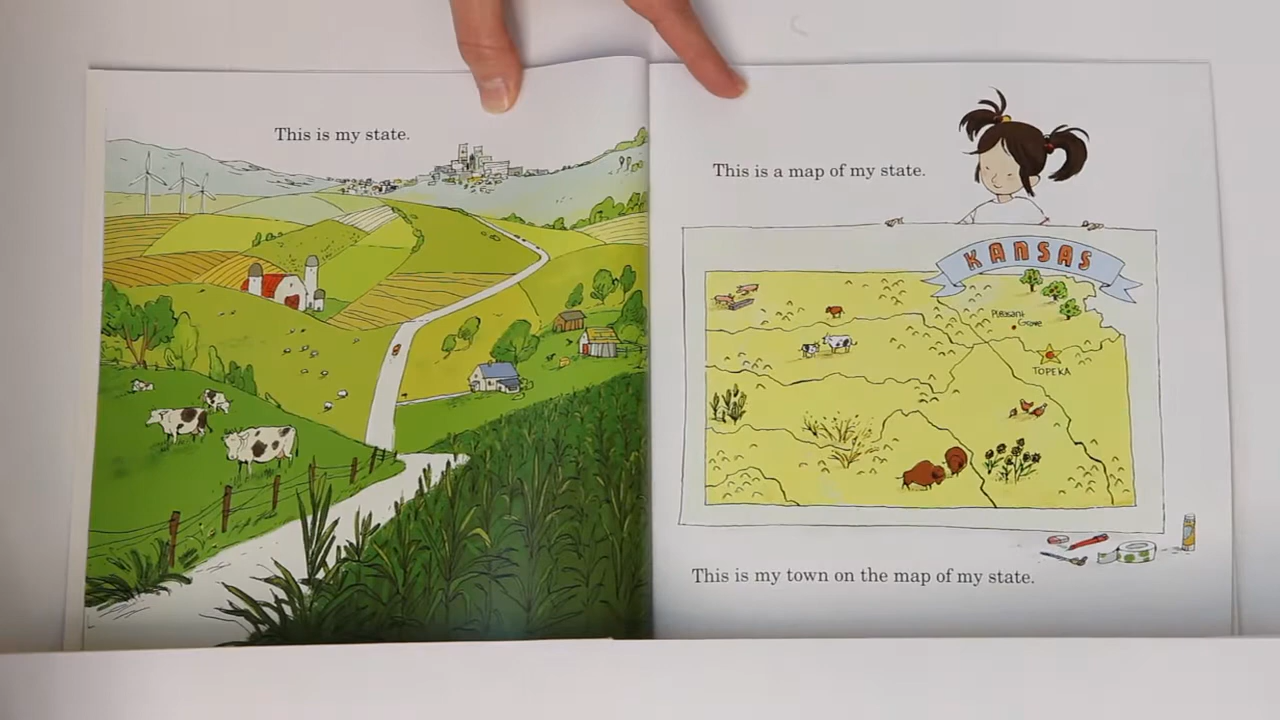 This is my state.
This is a map of my state.
KANSAS
Pleasant
Grove
TOPEKA
This is my town on the map of my state.